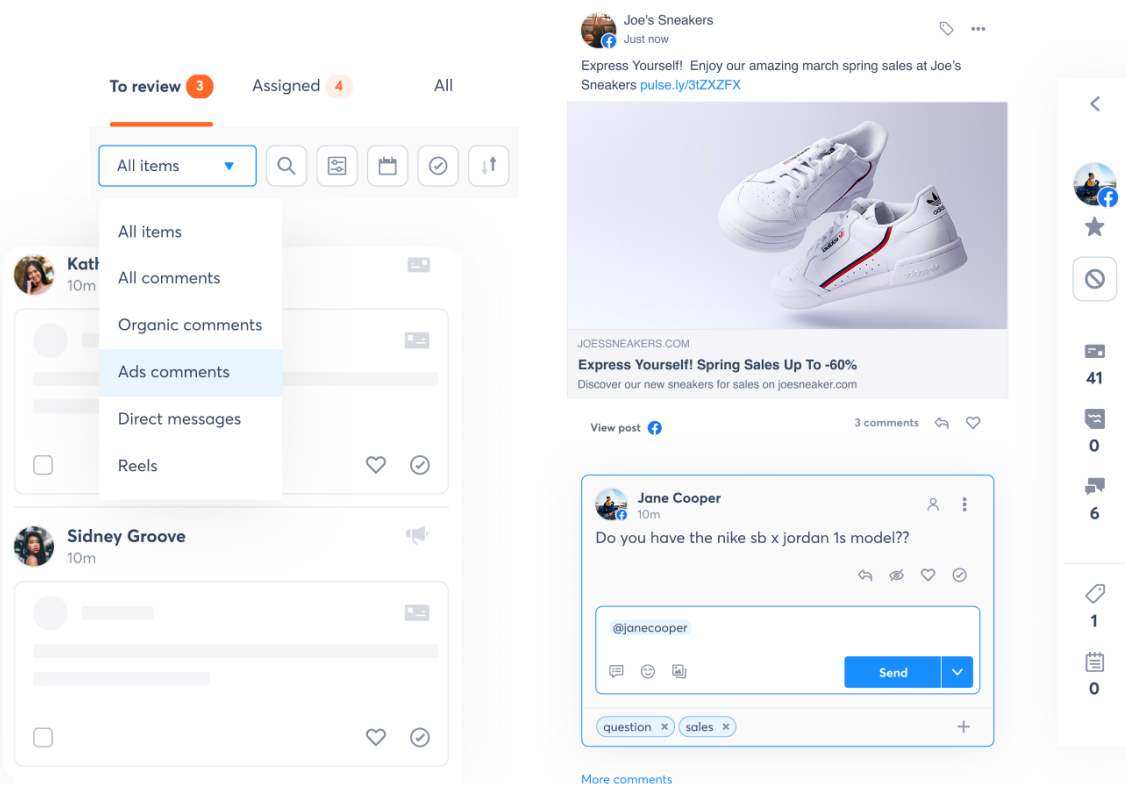 To review 3
Assigned 4
All
All items
All items
All comments
Organic comments
Ads comments
Direct messages
Reels
10m
Sidney Groove
10m
Joe's Sneakers
Just now
Express Yourself! Enjoy our amazing march spring sales at Joe's
Sneakers pulse.ly/3tZXZFX
adidas
adidas
adidas
JOESSNEAKERS.COM
Express Yourself! Spring Sales Up To -60%
Discover our new sneakers for sales on joesneaker.com
View post
3 comments
Jane Cooper
10m
Do you have the nike sb x jordan 1s model??
@janecooper
Send
question ×
sales ×
More comments
41
0
6
1
0